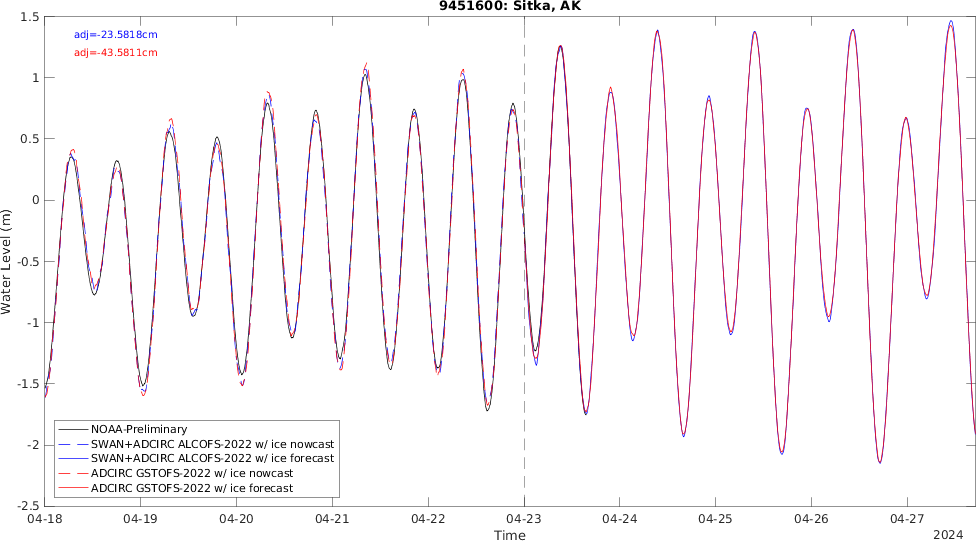 9451600: Sitka, AK
adj=-23.5818cm
adj=-43.5811cm
1.5
1
0.5
0
-0.5
-1
-1.5
-2
-2.5
Water Level (m)
NOAA-Preliminary
SWAN+ADCIRC ALCOFS-2022 w/ ice nowcast
SWAN+ADCIRC ALCOFS-2022 w/ ice forecast
ADCIRC GSTOFS-2022 w/ ice nowcast
ADCIRC GSTOFS-2022 w/ ice forecast
04-18 04-19 04-20 04-21 04-22 04-23 04-24 04-25 04-26 04-27
Time
2024